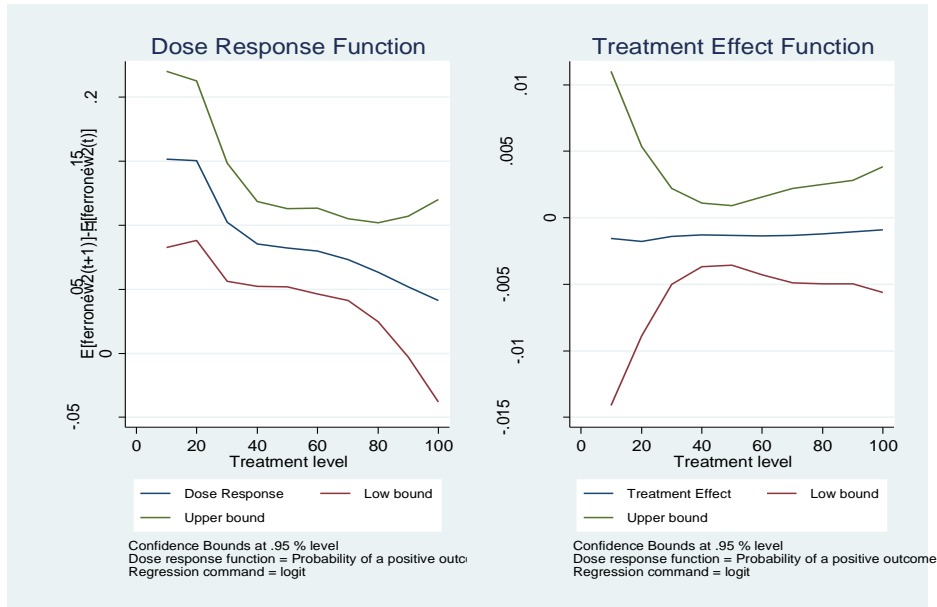 Dose Response Function
E[ferronew2(t+1)]-E[ferronew2(t)]
.2
.15
.05
0
-.05
0 20 40 60 80 100
Treatment level
Dose Response
Low bound
Upper bound
Confidence Bounds at .95 % level
Dose response function = Probability of a positive outc
Regression command = logit
Treatment Effect Function
.01
.005
0
-.005
-.01
-.015
0 20 40 60 80 100
Treatment level
Treatment Effect
Low bound
Upper bound
Confidence Bounds at .95 % level
Dose response function = Probability of a positive outcome
Regression command = logit